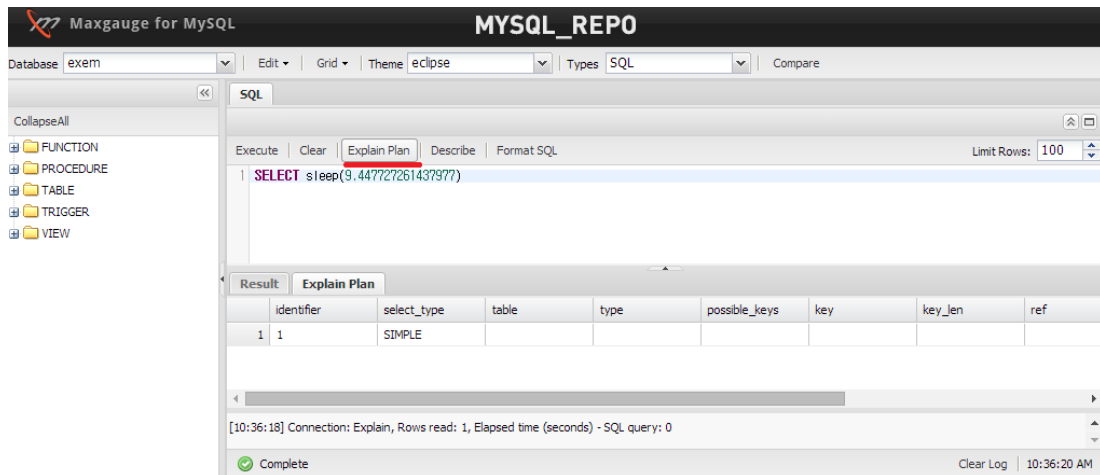 Maxgauge for MySQL MYSQL_REPO
Database exem Edit Grid Theme eclipse Types SQL Compare
SQL
CollapseAll
FUNCTION
PROCEDURE
TABLE
TRIGGER
VIEW
Execute Clear Explain Plan Describe Format SQL Limit Rows: 100
1 SELECT sleep(9.447727261437977)
Result Explain Plan
identifier select_type table type possible_keys key key_len ref
1 1 SIMPLE
[10:36:18] Connection: Explain, Rows read: 1, Elapsed time (seconds) - SQL query: 0
Complete Clear Log 10:36:20 AM